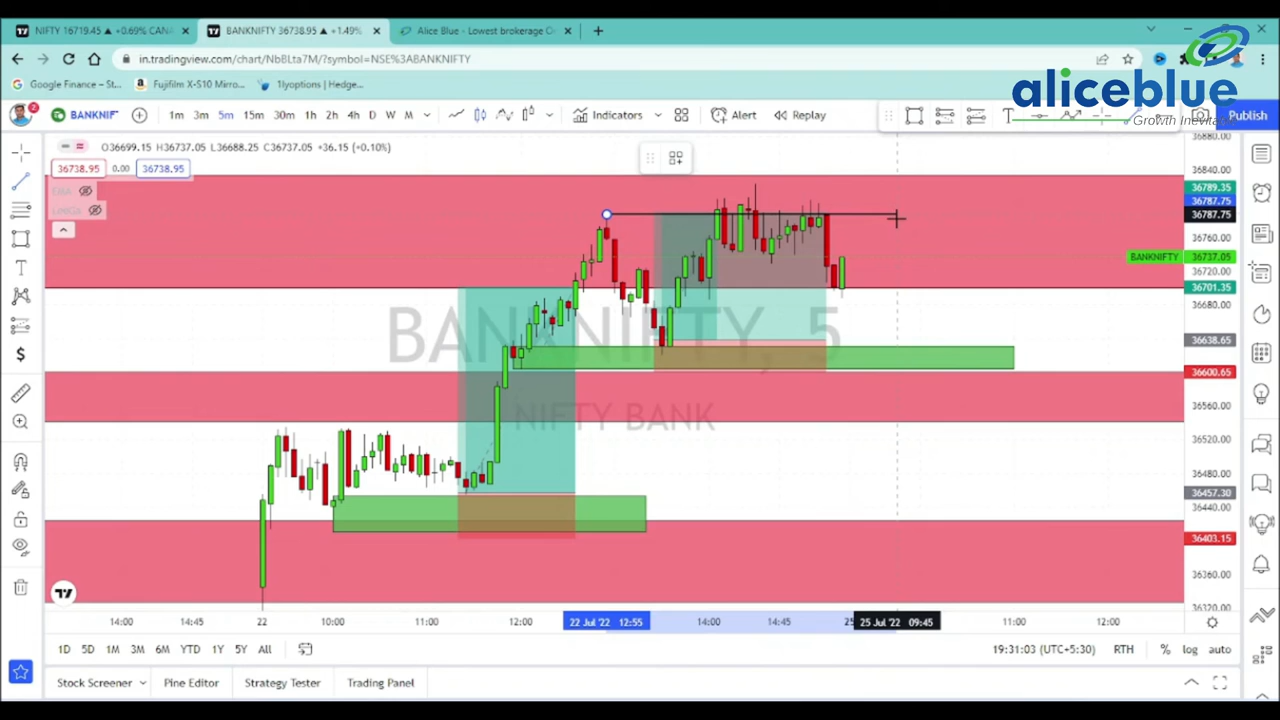 NIFTY 16719.45 ▲ +0.69% CANA
BANKNIFTY 36738.95 ▲ +1.49%
Alice Blue - Lowest brokerage O
in.tradingview.com/chart/NbBLta7M/?symbol=NSE%3ABANKNIFTY
Google Finance - St...
Fujifilm X-S10 Mirro...
1lyoptions | Hedge...
aliceblue
Growth Inevita
2
BANKNIF
1m 3m 5m 15m 30m 1h 2h 4h D W M
Indicators
Alert
Replay
T
Publish
O36699.15 H36737.05 L36688.25 C36737.05 +36.15 (+0.10%)
36738.95 0.00 36738.95
36880.00
36840.00
36789.35
36787.75
36787.75
36760.00
BANKNIFTY 36737.05
36720.00
36701.35
36680.00
36638.65
36600.65
36560.00
36520.00
36480.00
36457.30
36440.00
36403.15
36360.00
36320.00
BANKNIFTY, 5
NIFTY BANK
14:00 14:45 22 10:00 11:00 12:00 22 Jul '22 12:55 14:00 14:45 25 25 Jul '22 09:45 11:00 12:00
1D 5D 1M 3M 6M YTD 1Y 5Y All
19:31:03 (UTC+5:30) RTH % log auto
Stock Screener Pine Editor Strategy Tester Trading Panel